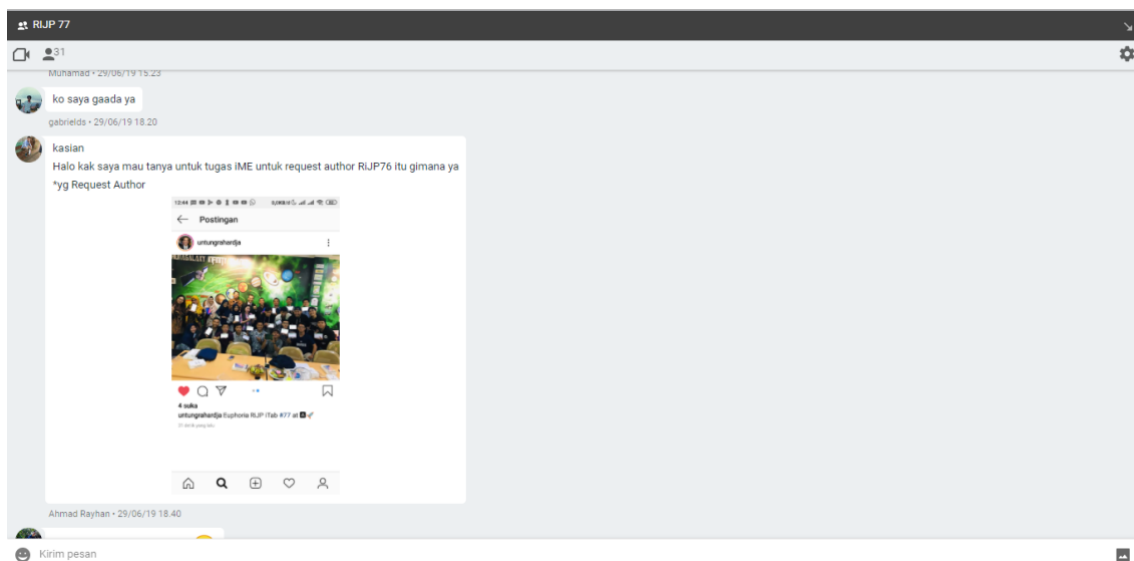 RIJP 77
31
Muhamad • 29/06/19 15.23
ko saya gaada ya
gabrields • 29/06/19 18.20
kasian
Halo kak saya mau tanya untuk tugas iME untuk request author RiJP76 itu gimana ya
*yg Request Author
Postingan
untungrahardja
4 suka
untungrahardja Euphoria RIJP iTab #77 at
Ahmad Rayhan • 29/06/19 18.40
Kirim pesan